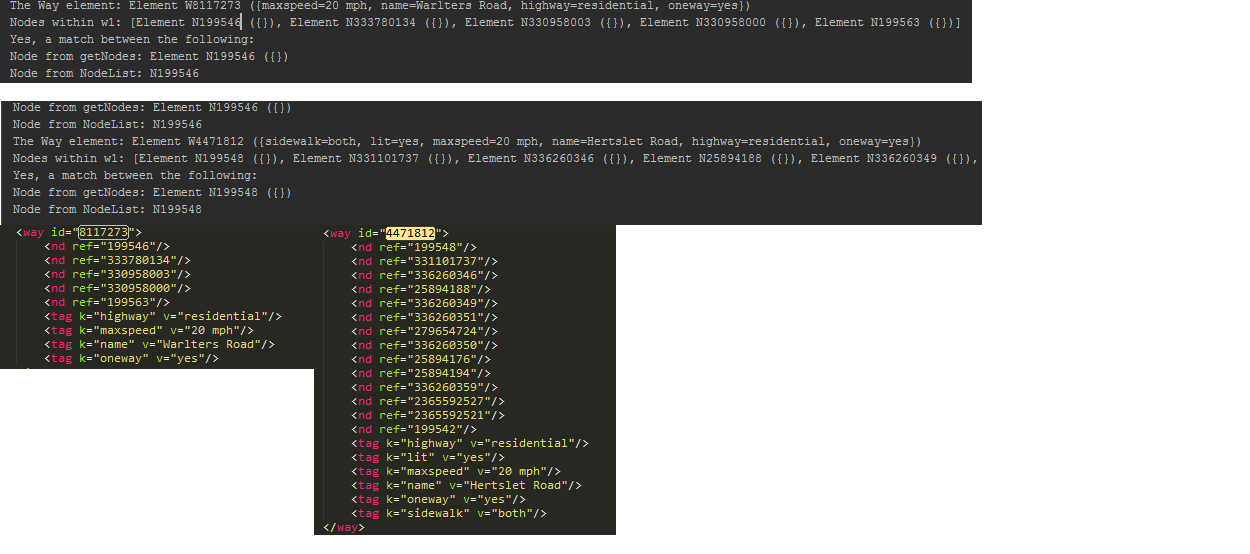 The Way element: Element W8117273 ({maxspeed=20 mph, name=Warlters Road, highway=residential, oneway=yes})
Nodes within w1: [Element N199546 ({}), Element N333780134 ({}), Element N330958003 ({}), Element N330958000 ({}), Element N199563 ({})]
Yes, a match between the following:
Node from getNodes: Element N199546 ({})
Node from NodeList: N199546
Node from getNodes: Element N199546 ({})
Node from NodeList: N199546
The Way element: Element W4471812 ({sidewalk=both, lit=yes, maxspeed=20 mph, name=Hertslet Road, highway=residential, oneway=yes})
Nodes within w1: [Element N199548 ({}), Element N331101737 ({}), Element N336260346 ({}), Element N25894188 ({}), Element N336260349 ({}),
Yes, a match between the following:
Node from getNodes: Element N199548 ({})
Node from NodeList: N199548
<way id="8117273">
<nd ref="199546"/>
<nd ref="333780134"/>
<nd ref="330958003"/>
<nd ref="330958000"/>
<nd ref="199563"/>
<tag k="highway" v="residential"/>
<tag k="maxspeed" v="20 mph"/>
<tag k="name" v="Warlters Road"/>
<tag k="oneway" v="yes"/>
<way id="4471812">
<nd ref="199548"/>
<nd ref="331101737"/>
<nd ref="336260346"/>
<nd ref="25894188"/>
<nd ref="336260349"/>
<nd ref="336260351"/>
<nd ref="279654724"/>
<nd ref="336260350"/>
<nd ref="25894176"/>
<nd ref="25894194"/>
<nd ref="336260359"/>
<nd ref="2365592527"/>
<nd ref="2365592521"/>
<nd ref="199542"/>
<tag k="highway" v="residential"/>
<tag k="lit" v="yes"/>
<tag k="maxspeed" v="20 mph"/>
<tag k="name" v="Hertslet Road"/>
<tag k="oneway" v="yes"/>
<tag k="sidewalk" v="both"/>
</way>